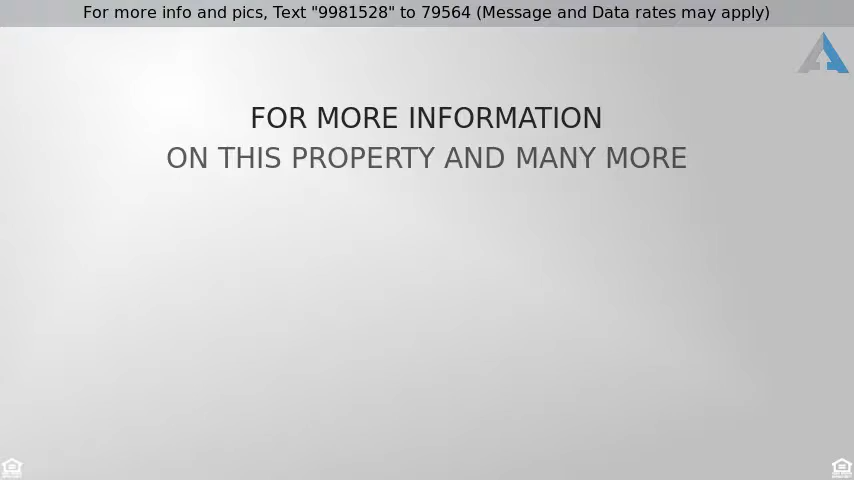 For more info and pics, Text "9981528" to 79564 (Message and Data rates may apply)
FOR MORE INFORMATION
ON THIS PROPERTY AND MANY MORE